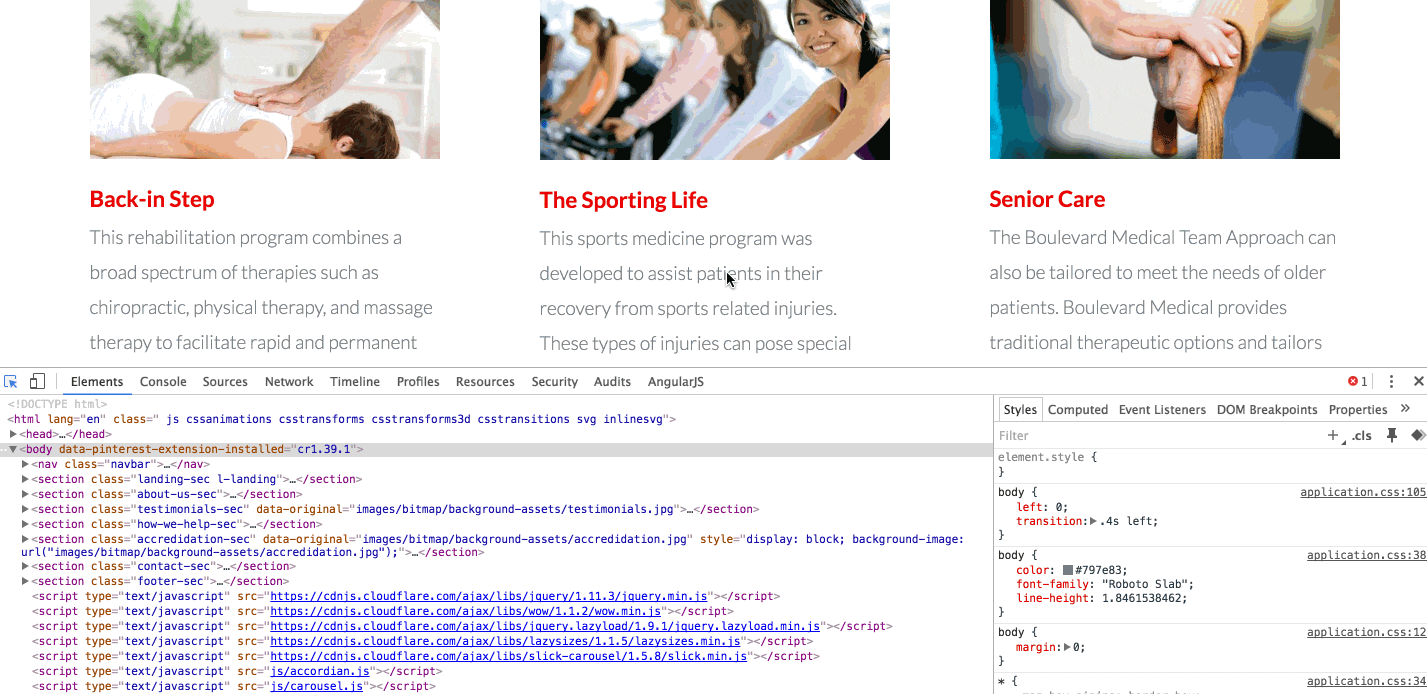 Back-in Step
This rehabilitation program combines a
broad spectrum of therapies such as
chiropractic, physical therapy, and massage
therapy to facilitate rapid and permanent
The Sporting Life
This sports medicine program was
developed to assist patients in their
recovery from sports related injuries.
These types of injuries can pose special
Senior Care
The Boulevard Medical Team Approach can
also be tailored to meet the needs of older
patients. Boulevard Medical provides
traditional therapeutic options and tailors
Elements Console Sources Network Timeline Profiles Resources Security Audits AngularJS 1
<!DOCTYPE html>
<html lang="en" class=" js cssanimations csstransforms csstransforms3d csstransitions svg inlinesvg">
<head>…</head>
<body data-pinterest-extension-installed="cr1.39.1">
<nav class="navbar">…</nav>
<section class="landing-sec l-landing">…</section>
<section class="about-us-sec">…</section>
<section class="testimonials-sec" data-original="images/bitmap/background-assets/testimonials.jpg">…</section>
<section class="how-we-help-sec">…</section>
<section class="accredidation-sec" data-original="images/bitmap/background-assets/accredidation.jpg" style="display: block; background-image:
url("images/bitmap/background-assets/accredidation.jpg");">…</section>
<section class="contact-sec">…</section>
<section class="footer-sec">…</section>
<script type="text/javascript" src="https://cdnjs.cloudflare.com/ajax/libs/jquery/1.11.3/jquery.min.js"></script>
<script type="text/javascript" src="https://cdnjs.cloudflare.com/ajax/libs/wow/1.1.2/wow.min.js"></script>
<script type="text/javascript" src="https://cdnjs.cloudflare.com/ajax/libs/jquery.lazyload/1.9.1/jquery.lazyload.min.js"></script>
<script type="text/javascript" src="https://cdnjs.cloudflare.com/ajax/libs/lazysizes/1.1.5/lazysizes.min.js"></script>
<script type="text/javascript" src="https://cdnjs.cloudflare.com/ajax/libs/slick-carousel/1.5.8/slick.min.js"></script>
<script type="text/javascript" src="js/accordian.js"></script>
<script type="text/javascript" src="js/carousel.js"></script>
Styles Computed Event Listeners DOM Breakpoints Properties »
Filter + .cls
element.style {
}
body { application.css:105
left: 0;
transition: .4s left;
}
body { application.css:38
color: #797e83;
font-family: "Roboto Slab";
line-height: 1.8461538462;
}
body { application.css:12
margin: 0;
}
* { application.css:34